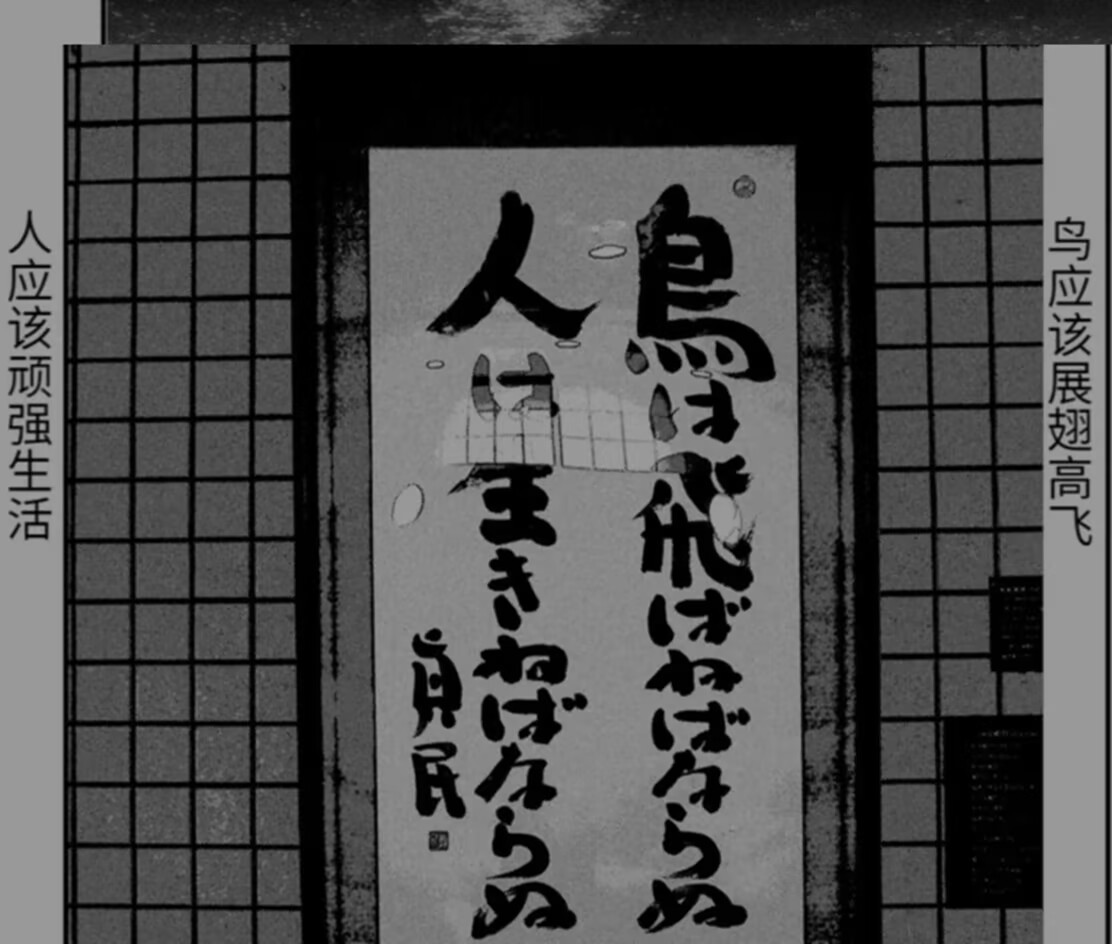 鳥は飛ばねばならぬ
人は生きねばならぬ
貞民
鸟应该展翅高飞
人应该顽强生活